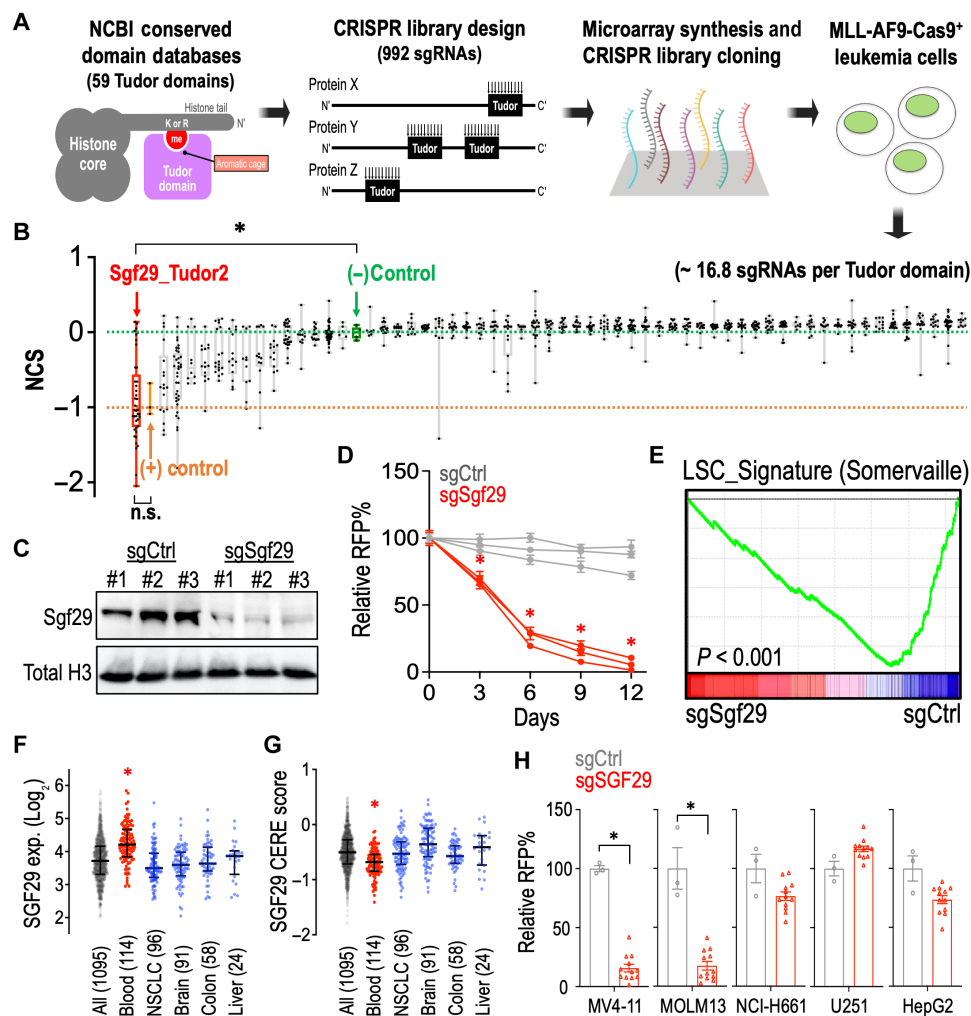 A
NCBI conserved
domain databases
(59 Tudor domains)
Histone tail
K or R
N'
me
Histone
core
Aromatic cage
Tudor
domain
CRISPR library design
(992 sgRNAs)
Protein X
N'
Tudor
C'
Protein Y
N'
Tudor
Tudor
C'
Protein Z
N'
Tudor
C'
Microarray synthesis and
CRISPR library cloning
MLL-AF9-Cas9+
leukemia cells
B
*
Sgf29_Tudor2
(–)Control
(~ 16.8 sgRNAs per Tudor domain)
NCS
1
0
−1
−2
(+) control
n.s.
C
sgCtrl
sgSgf29
#1 #2 #3 #1 #2 #3
Sgf29
Total H3
D
sgCtrl
sgSgf29
Relative RFP%
150
100
50
0
* * * *
0 3 6 9 12
Days
E
LSC_Signature (Somervaille)
P < 0.001
sgSgf29
sgCtrl
F
SGF29 exp. (Log2)
6
5
4
3
2
*
All (1095)
Blood (114)
NSCLC (96)
Brain (91)
Colon (58)
Liver (24)
G
SGF29 CERE score
1
0
−1
−2
*
All (1095)
Blood (114)
NSCLC (96)
Brain (91)
Colon (58)
Liver (24)
H
sgCtrl
sgSGF29
Relative RFP%
150
100
50
0
* *
MV4-11
MOLM13
NCI-H661
U251
HepG2